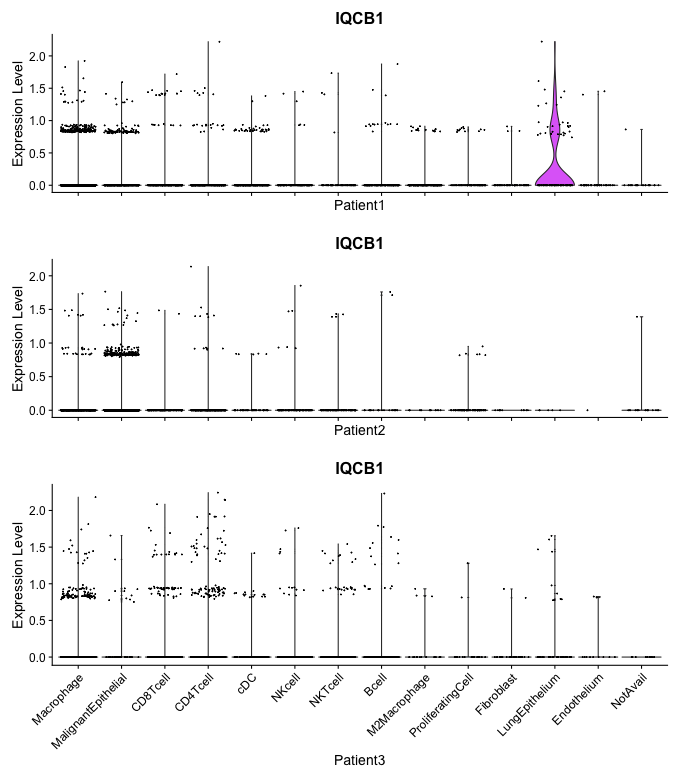 IQCB1
Expression Level
2.0
1.5
1.0
0.5
0.0
Patient1
IQCB1
Expression Level
2.0
1.5
1.0
0.5
0.0
Patient2
IQCB1
Expression Level
2.0
1.5
1.0
0.5
0.0
Macrophage
MalignantEpithelial
CD8Tcell
CD4Tcell
cDC
NKcell
NKTcell
Bcell
M2Macrophage
ProliferatingCell
Fibroblast
LungEpithelium
Endothelium
NotAvail
Patient3